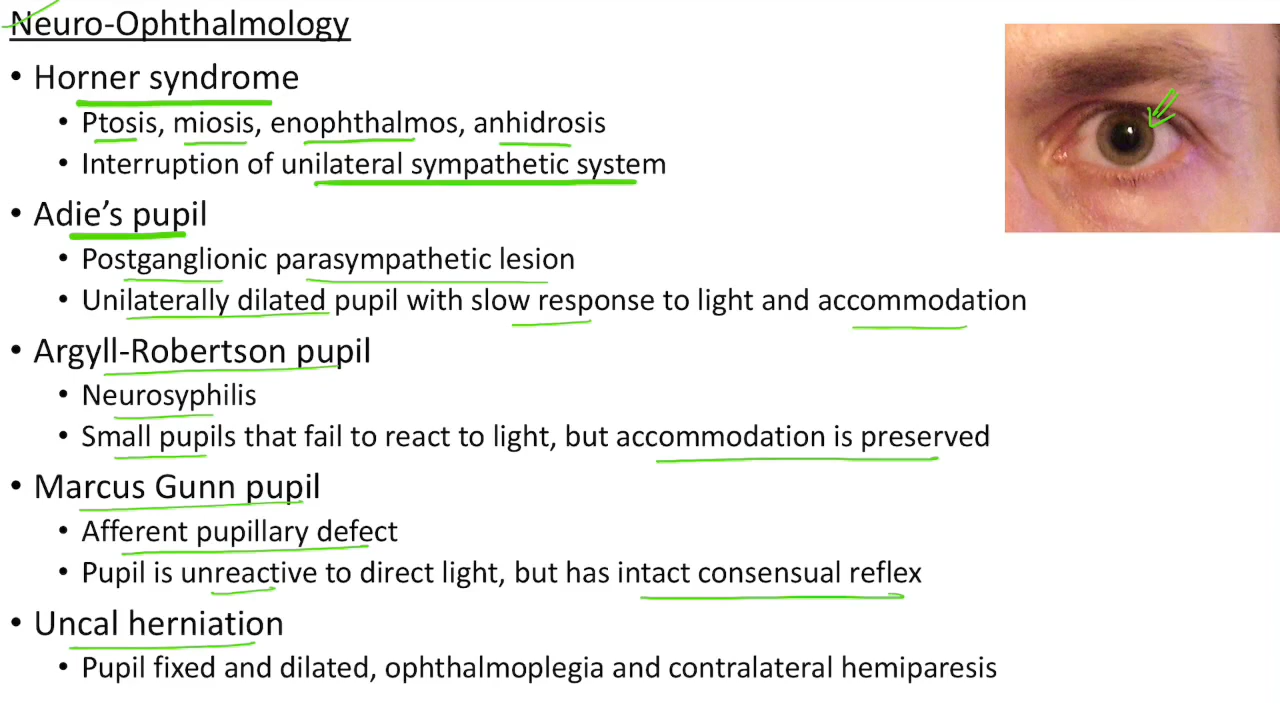 Neuro-Ophthalmology
• Horner syndrome
• Ptosis, miosis, enophthalmos, anhidrosis
• Interruption of unilateral sympathetic system
• Adie’s pupil
• Postganglionic parasympathetic lesion
• Unilaterally dilated pupil with slow response to light and accommodation
• Argyll-Robertson pupil
• Neurosyphilis
• Small pupils that fail to react to light, but accommodation is preserved
• Marcus Gunn pupil
• Afferent pupillary defect
• Pupil is unreactive to direct light, but has intact consensual reflex
• Uncal herniation
• Pupil fixed and dilated, ophthalmoplegia and contralateral hemiparesis